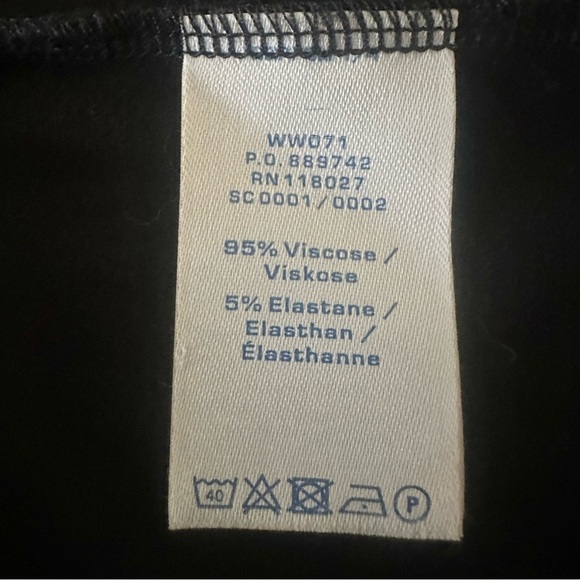 WW071
P.O. 889742
RN 118027
SC 0001 / 0002
95% Viscose /
Viskose
5% Elastane /
Elasthan /
Élasthanne
40 P